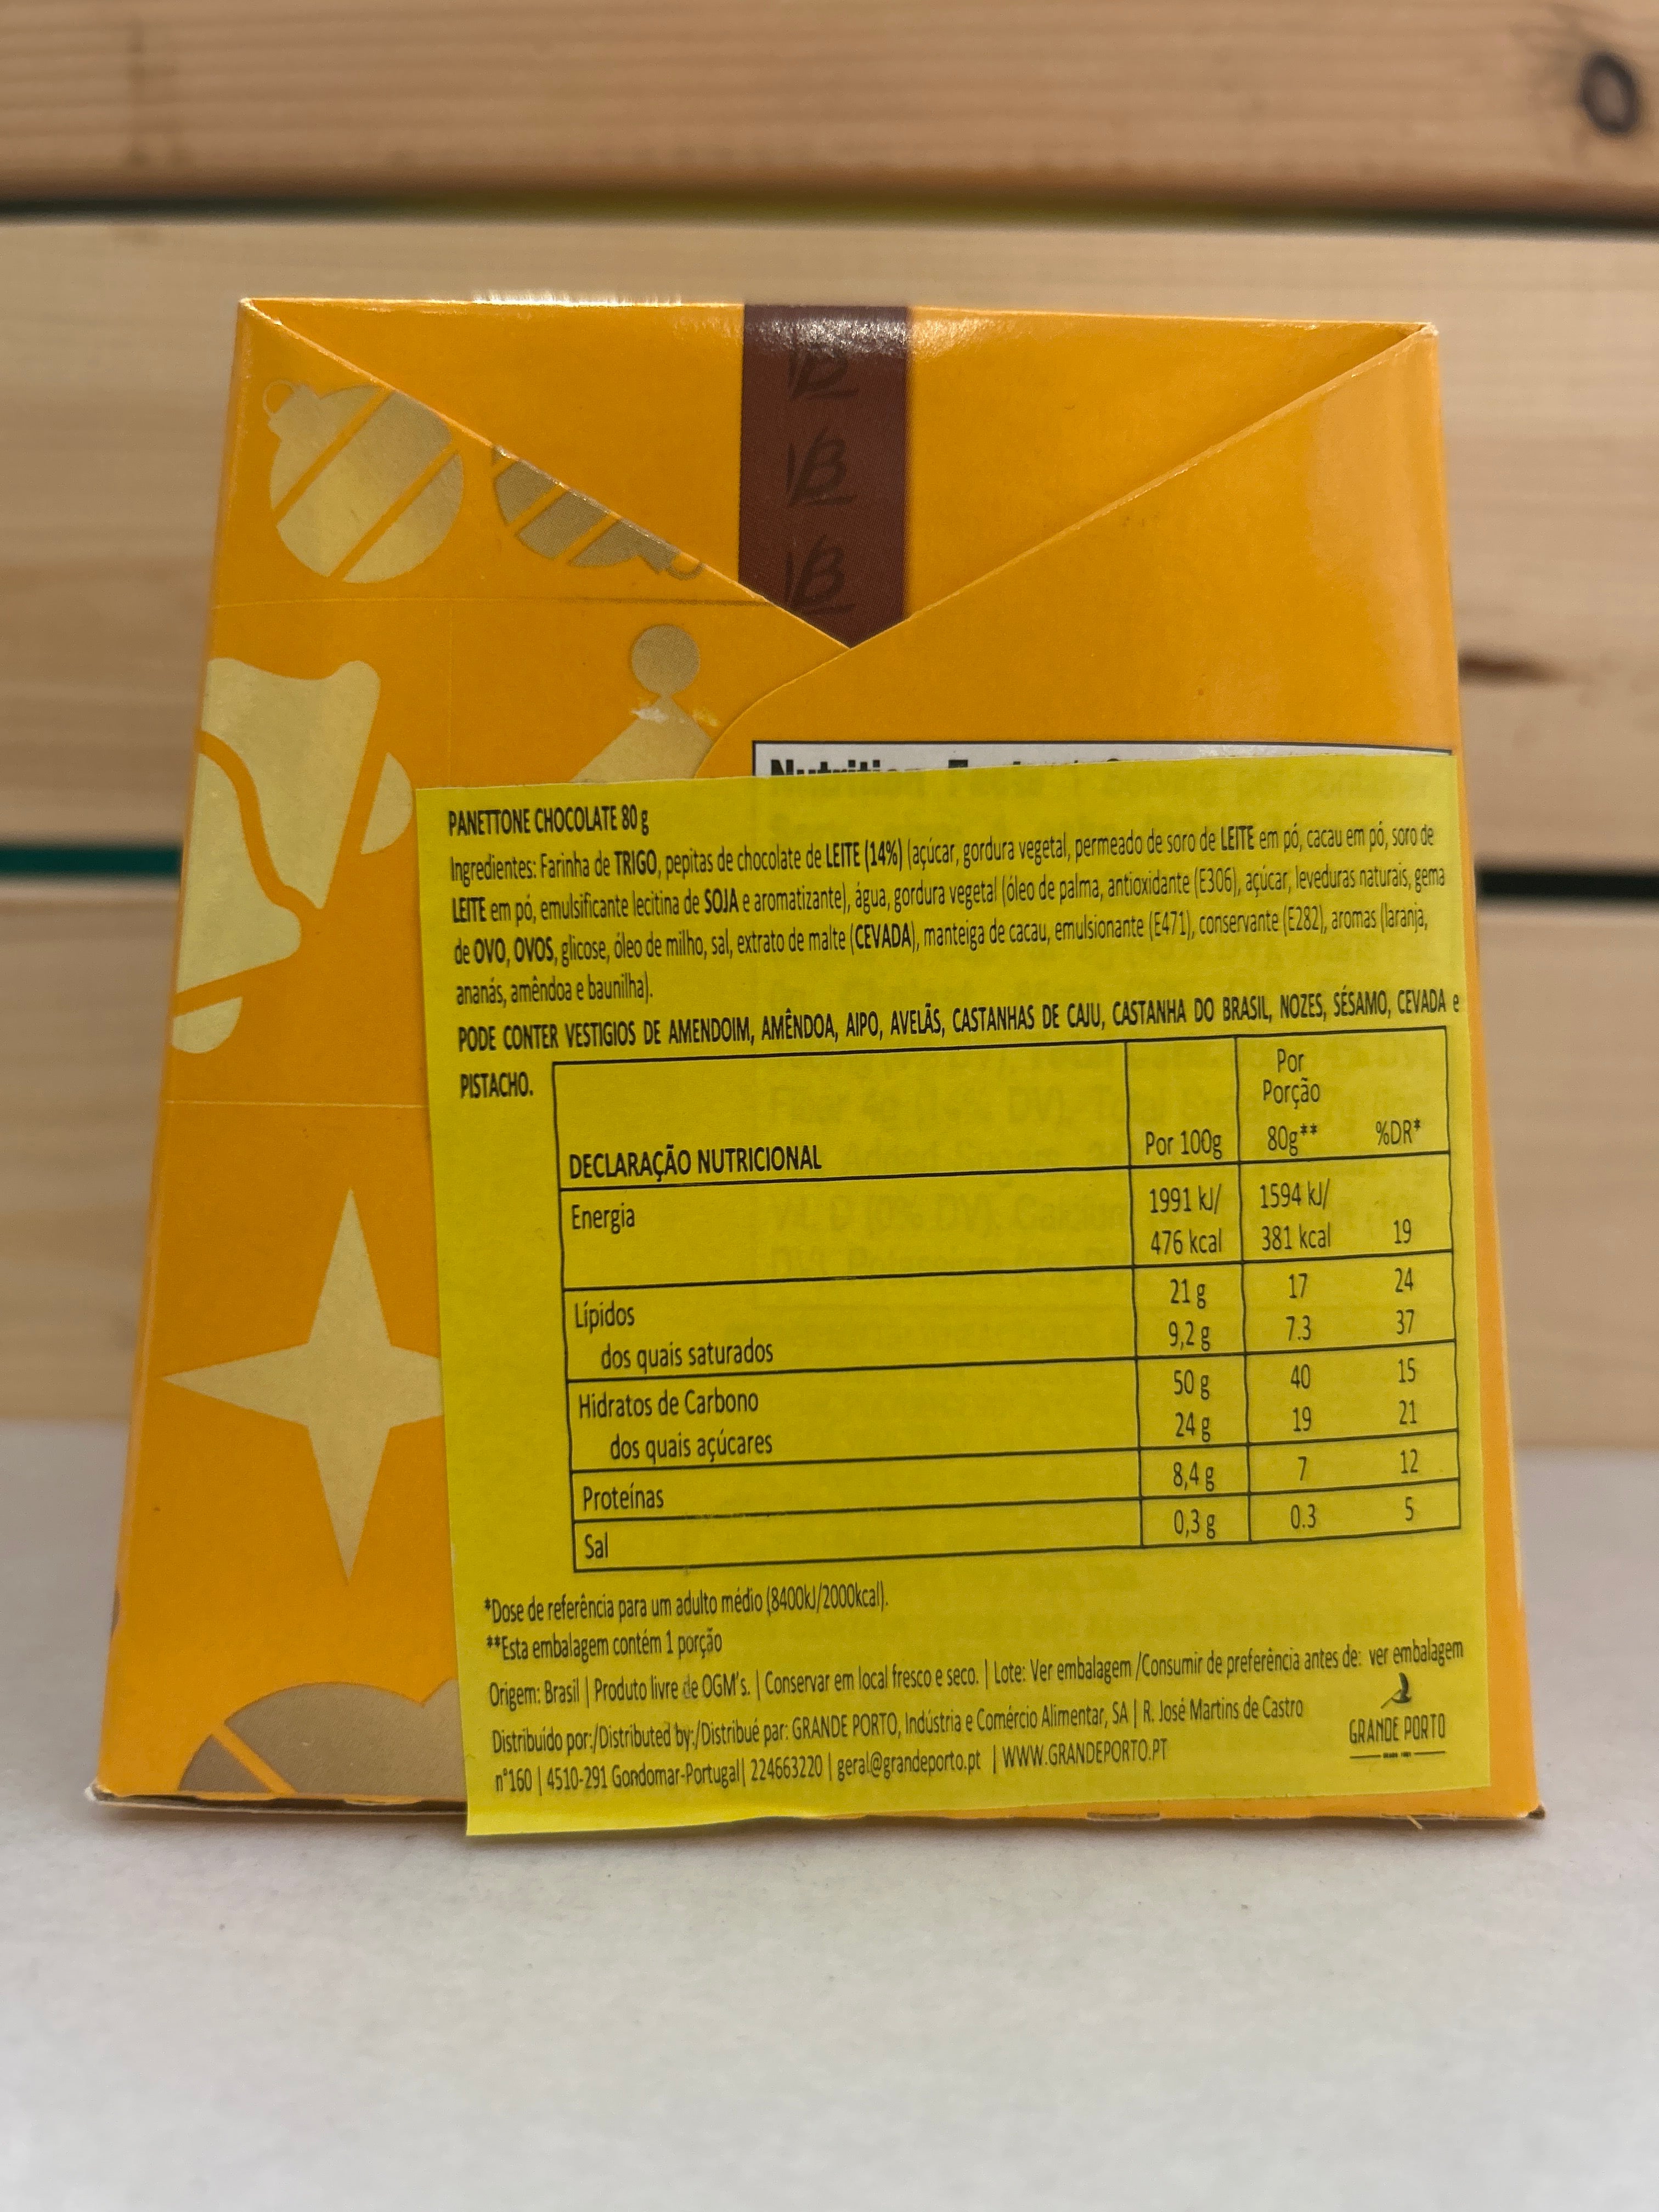 VB
VB
VB
Nutrition Facts
PANETTONE CHOCOLATE 80 g
Ingredientes: Farinha de TRIGO, pepitas de chocolate de LEITE (14%) (açúcar, gordura vegetal, permeado de soro de LEITE em pó, cacau em pó, soro de
LEITE em pó, emulsificante lecitina de SOJA e aromatizante), água, gordura vegetal (óleo de palma, antioxidante (E306), açúcar, leveduras naturais, gema
de OVO, OVOS, glicose, óleo de milho, sal, extrato de malte (CEVADA), manteiga de cacau, emulsionante (E471), conservante (E282), aromas (laranja,
ananás, amêndoa e baunilha).
PODE CONTER VESTIGIOS DE AMENDOIM, AMÊNDOA, AIPO, AVELÃS, CASTANHAS DE CAJU, CASTANHA DO BRASIL, NOZES, SÉSAMO, CEVADA e
PISTACHO.
DECLARAÇÃO NUTRICIONAL Por 100g Por Porção 80g** %DR*
Energia 1991 kJ/ 1594 kJ/
476 kcal 381 kcal 19
Lípidos 21 g 17 24
dos quais saturados 9,2 g 7.3 37
Hidratos de Carbono 50 g 40 15
dos quais açúcares 24 g 19 21
Proteínas 8,4 g 7 12
Sal 0,3 g 0.3 5
*Dose de referência para um adulto médio (8400kJ/2000kcal).
**Esta embalagem contém 1 porção
Origem: Brasil | Produto livre de OGM's. | Conservar em local fresco e seco. | Lote: Ver embalagem /Consumir de preferência antes de: ver embalagem
Distribuído por:/Distributed by:/Distribué par: GRANDE PORTO, Indústria e Comércio Alimentar, SA | R. José Martins de Castro
nº160 | 4510-291 Gondomar-Portugal| 224663220 | geral@grandeporto.pt | WWW.GRANDEPORTO.PT
GRANDE PORTO